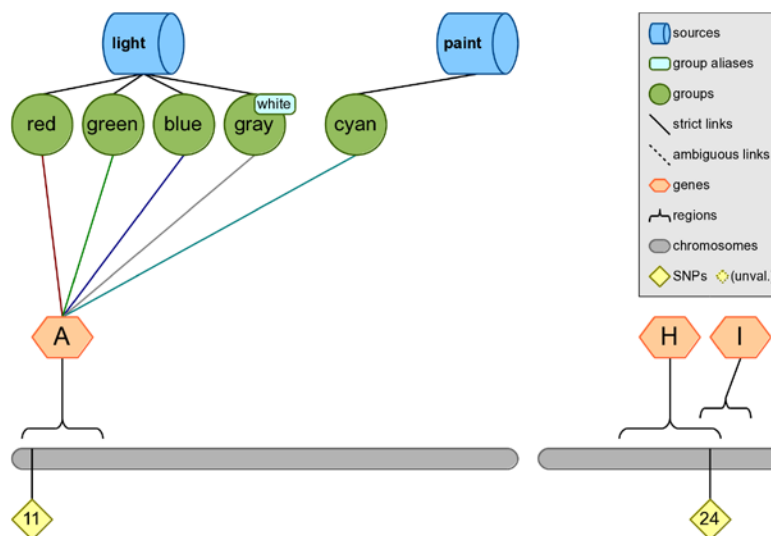 light
paint
red
green
blue
gray
white
cyan
A
H
I
11
24
sources
group aliases
groups
strict links
ambiguous links
genes
regions
chromosomes
SNPs
(unval.